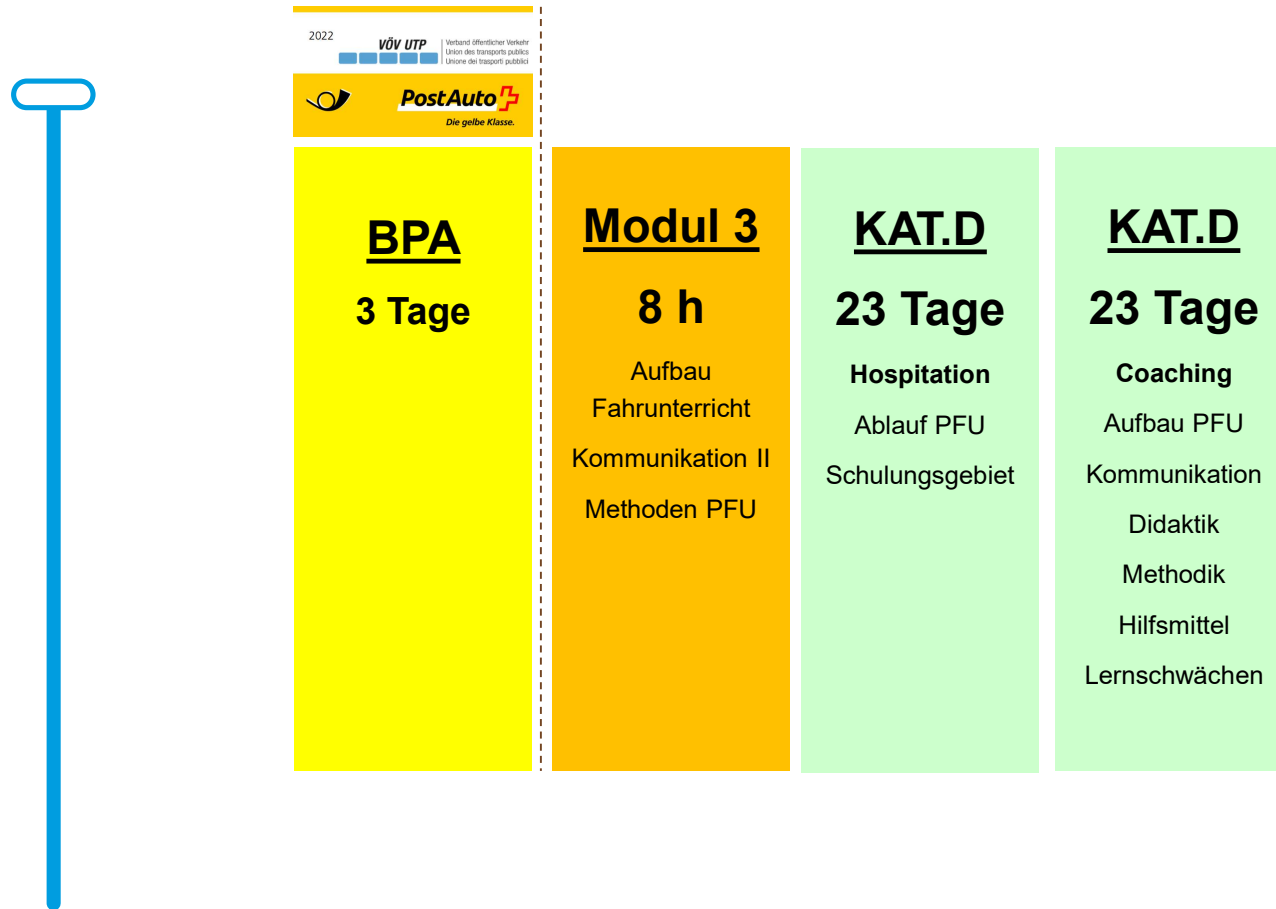 2022
VÖV UTP
Verband öffentlicher Verkehr
Union des transports publics
Unione dei trasporti pubblici
PostAuto
Die gelbe Klasse.
BPA
3 Tage
Modul 3
8 h
Aufbau
Fahrunterricht
Kommunikation II
Methoden PFU
KAT.D
23 Tage
Hospitation
Ablauf PFU
Schulungsgebiet
KAT.D
23 Tage
Coaching
Aufbau PFU
Kommunikation
Didaktik
Methodik
Hilfsmittel
Lernschwächen